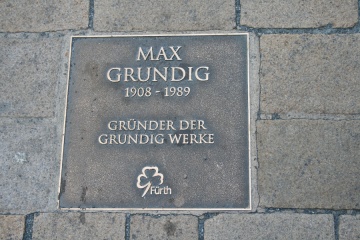 MAX
GRUNDIG
1908 - 1989
GRÜNDER DER
GRUNDIG WERKE
Fürth